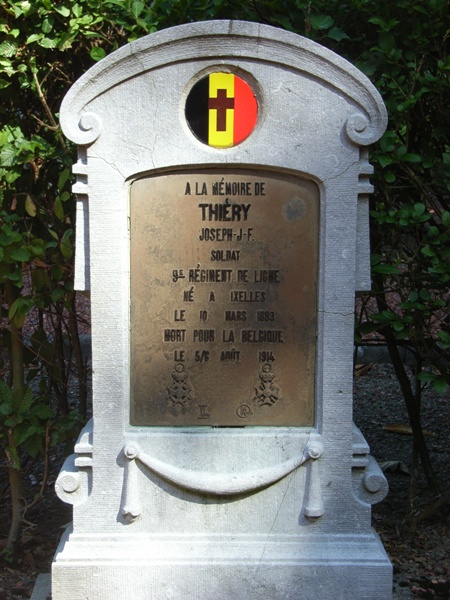 A LA MÉMOIRE DE
THIÉRY
JOSEPH-J-F.
SOLDAT
9E RÉGIMENT DE LIGNE
NÉ A IXELLES
LE 10 MARS 1893
MORT POUR LA BELGIQUE
LE 5/6 AOÛT 1914